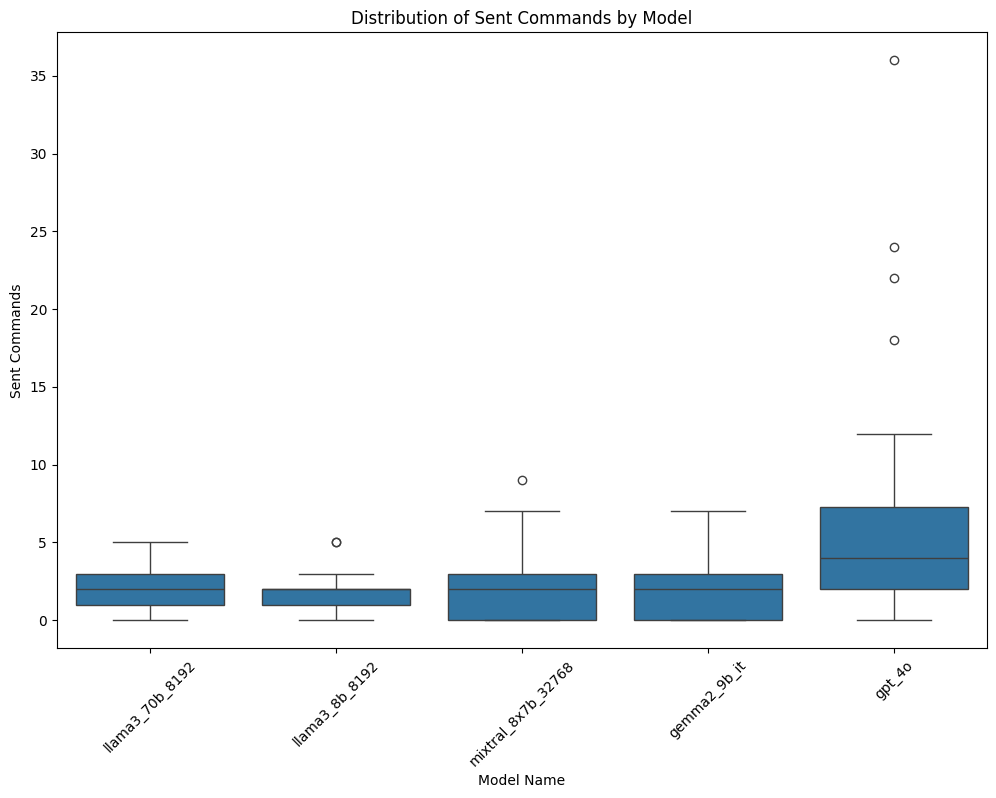 Distribution of Sent Commands by Model
Sent Commands
35
30
25
20
15
10
5
0
llama3_70b_8192
llama3_8b_8192
mixtral_8x7b_32768
gemma2_9b_it
gpt_4o
Model Name